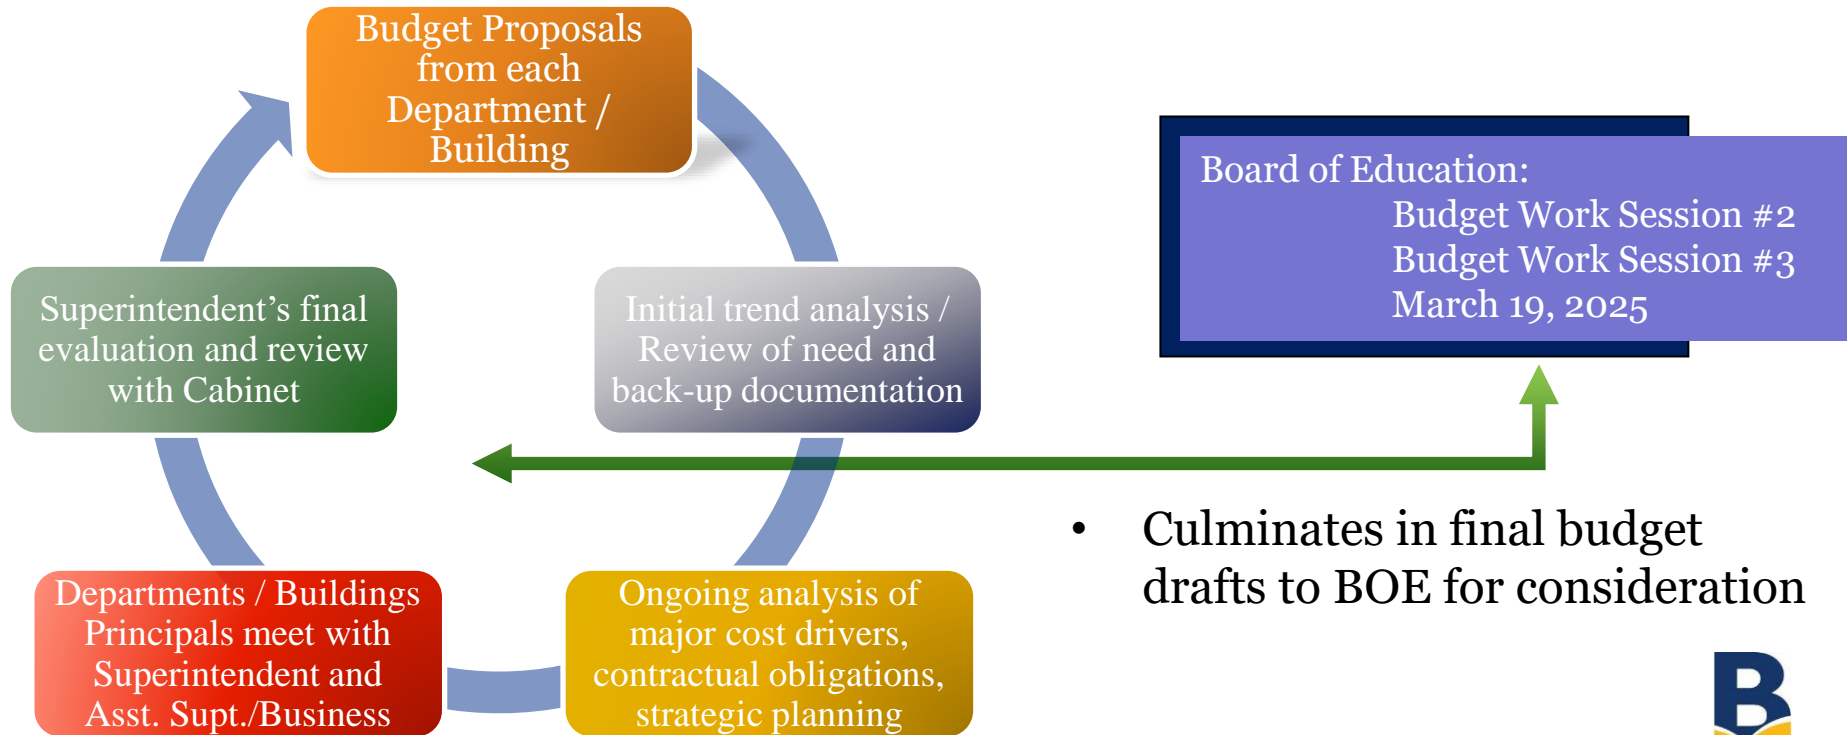 Budget Proposals
from each
Department /
Building
Board of Education:
Budget Work Session #2
Budget Work Session #3
March 19, 2025
Superintendent’s final
evaluation and review
with Cabinet
Initial trend analysis /
Review of need and
back-up documentation
• Culminates in final budget
drafts to BOE for consideration
Departments / Buildings
Principals meet with
Superintendent and
Asst. Supt./Business
Ongoing analysis of
major cost drivers,
contractual obligations,
strategic planning
B